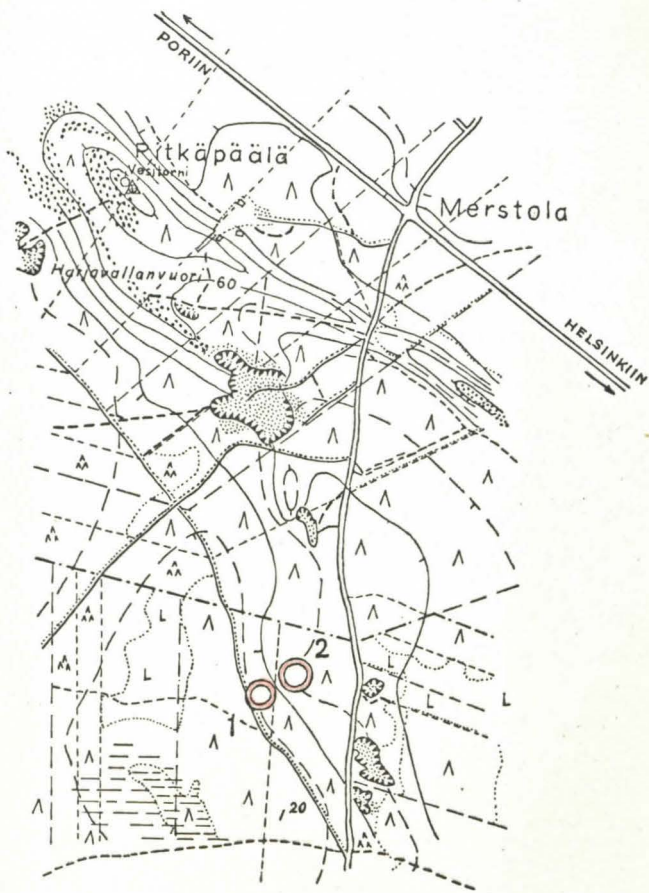 PORIIN
Pitkäpäälä
Vesitorni
Merstola
Harjavallanvuori 60
HELSINKIIN
L
L
L
L
L
2
1
20